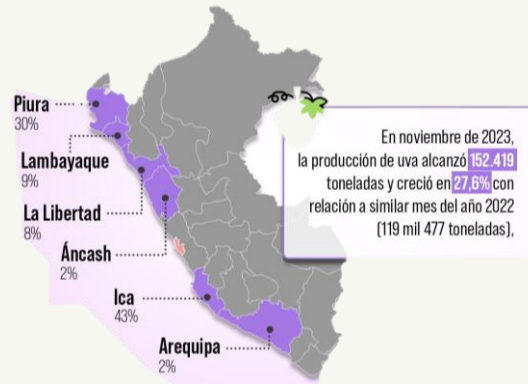 Piura
30%
Lambayaque
9%
La Libertad
8%
Áncash
2%
Ica
43%
Arequipa
2%
En noviembre de 2023,
la producción de uva alcanzó 152.419
toneladas y creció en 27,6% con
relación a similar mes del año 2022
(119 mil 477 toneladas),